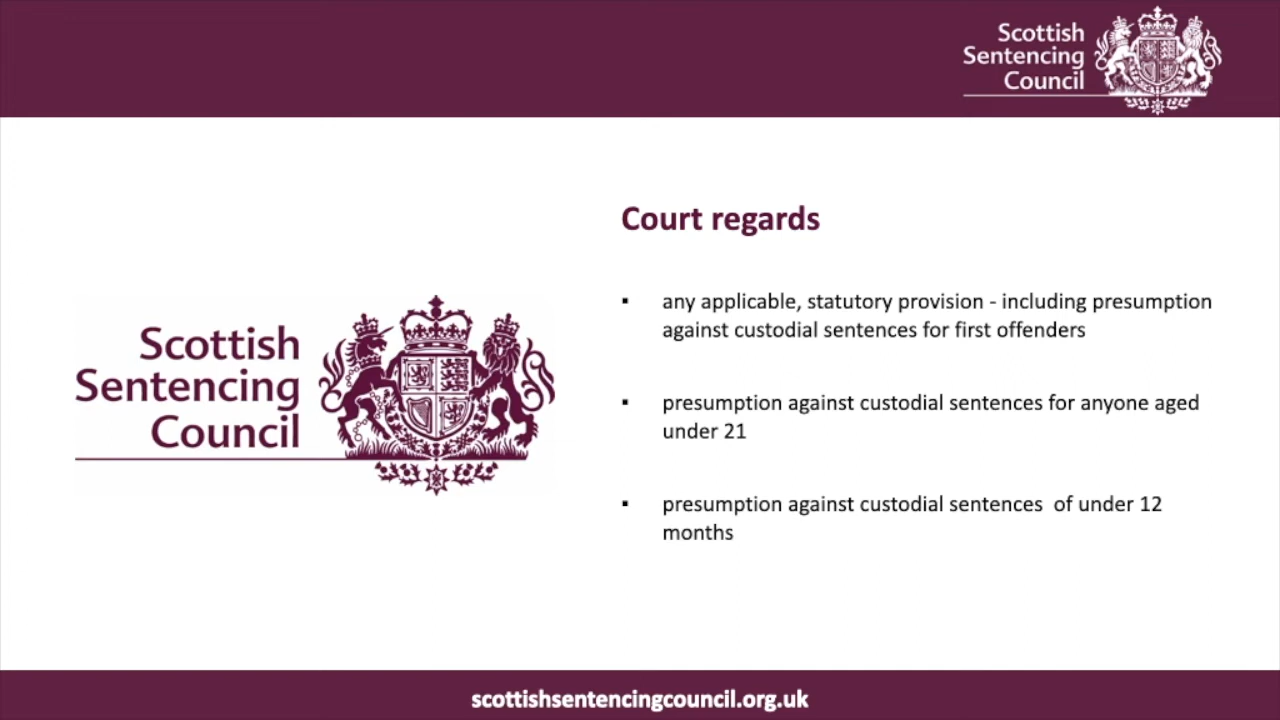 Scottish
Sentencing
Council
Court regards
▪ any applicable, statutory provision - including presumption
against custodial sentences for first offenders
▪ presumption against custodial sentences for anyone aged
under 21
▪ presumption against custodial sentences  of under 12
months
Scottish
Sentencing
Council
scottishsentencingcouncil.org.uk